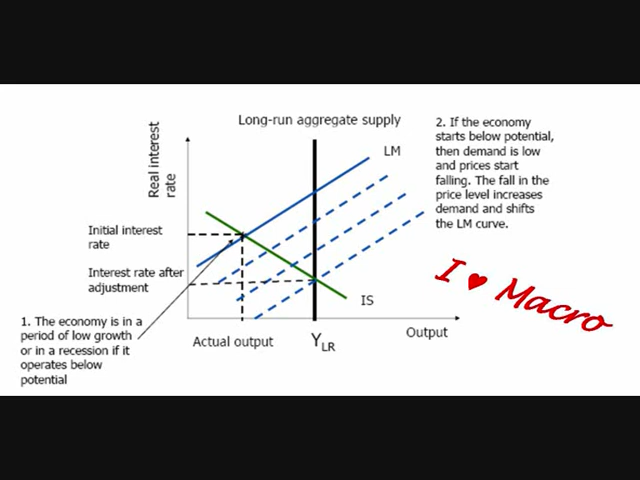 Long-run aggregate supply
Real interest
rate
LM
2. If the economy
starts below potential,
then demand is low
and prices start
falling. The fall in the
price level increases
demand and shifts
the LM curve.
Initial interest
rate
Interest rate after
adjustment
IS
I ♥ Macro
1. The economy is in a
period of low growth
or in a recession if it
operates below
potential
Actual output
YLR
Output